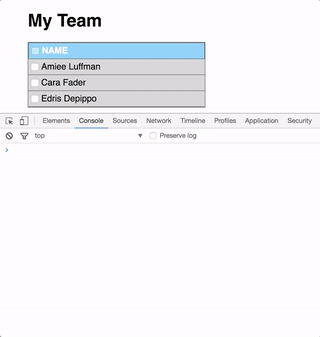 My Team
NAME
Amiee Luffman
Cara Fader
Edris Depippo
Elements Console Sources Network Timeline Profiles Application Security
top Preserve log